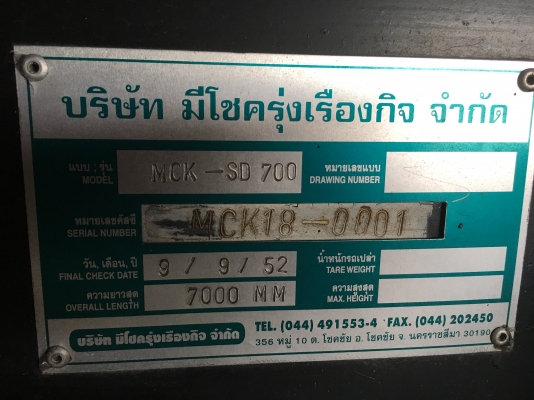 บริษัท มีโชครุ่งเรืองกิจ จำกัด
แบบ ; รุ่น MCK-SD 700 หมายเลขแบบ
MODEL DRAWING NUMBER
หมายเลขคัสซี MCK18-0001
SERIAL NUMBER
วัน, เดือน, ปี 9 / 9 / 52 น้ำหนักรถเปล่า
FINAL CHECK DATE TARE WEIGHT
ความยาวสุด 7000 MM ความสูงสุด
OVERALL LENGTH MAX. HEIGHT
บริษัท มีโชครุ่งเรืองกิจ จำกัด TEL. (044) 491553-4 FAX. (044) 202450
356 หมู่ 10 ต. โชคชัย อ. โชคชัย จ. นครราชสีมา 30190